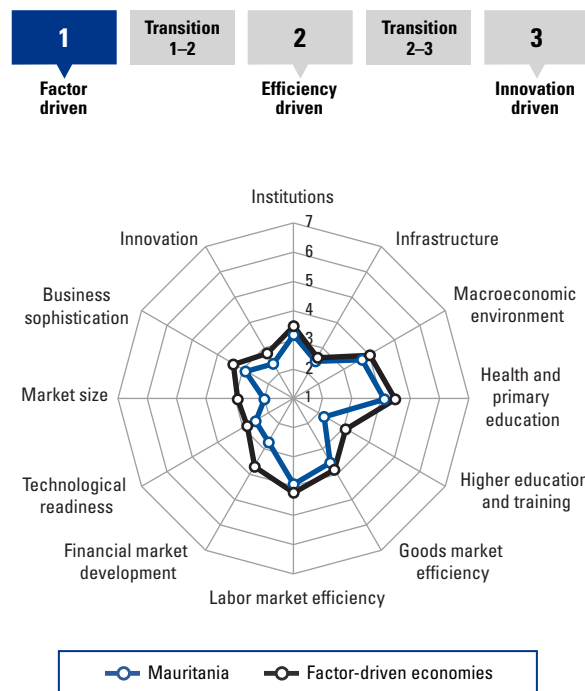 1
Transition
1–2
2
Transition
2–3
3
Factor
driven
Efficiency
driven
Innovation
driven
Institutions
7
6
5
4
3
2
1
Infrastructure
Macroeconomic
environment
Health and
primary
education
Higher education
and training
Goods market
efficiency
Labor market efficiency
Financial market
development
Technological
readiness
Market size
Business
sophistication
Innovation
Mauritania
Factor-driven economies